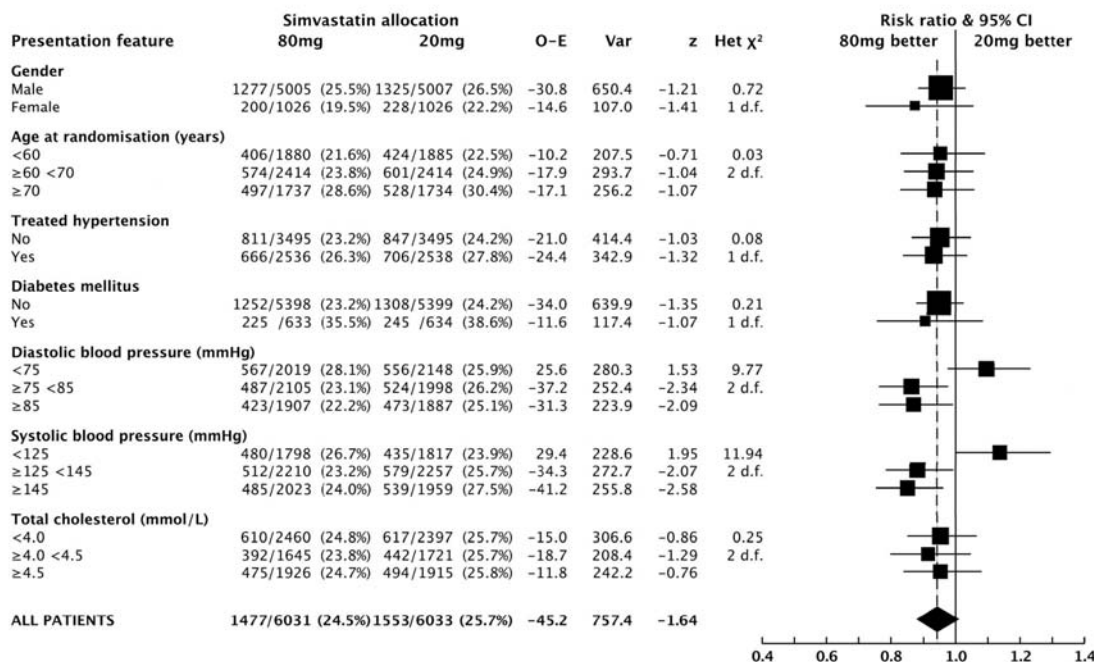 Simvastatin allocation Risk ratio & 95% CI
Presentation feature 80mg 20mg O-E Var z Het χ² 80mg better 20mg better
Gender
Male 1277/5005 (25.5%) 1325/5007 (26.5%) -30.8 650.4 -1.21 0.72
Female 200/1026 (19.5%) 228/1026 (22.2%) -14.6 107.0 -1.41 1 d.f.
Age at randomisation (years)
<60 406/1880 (21.6%) 424/1885 (22.5%) -10.2 207.5 -0.71 0.03
≥60 <70 574/2414 (23.8%) 601/2414 (24.9%) -17.9 293.7 -1.04 2 d.f.
≥70 497/1737 (28.6%) 528/1734 (30.4%) -17.1 256.2 -1.07
Treated hypertension
No 811/3495 (23.2%) 847/3495 (24.2%) -21.0 414.4 -1.03 0.08
Yes 666/2536 (26.3%) 706/2538 (27.8%) -24.4 342.9 -1.32 1 d.f.
Diabetes mellitus
No 1252/5398 (23.2%) 1308/5399 (24.2%) -34.0 639.9 -1.35 0.21
Yes 225 /633 (35.5%) 245 /634 (38.6%) -11.6 117.4 -1.07 1 d.f.
Diastolic blood pressure (mmHg)
<75 567/2019 (28.1%) 556/2148 (25.9%) 25.6 280.3 1.53 9.77
≥75 <85 487/2105 (23.1%) 524/1998 (26.2%) -37.2 252.4 -2.34 2 d.f.
≥85 423/1907 (22.2%) 473/1887 (25.1%) -31.3 223.9 -2.09
Systolic blood pressure (mmHg)
<125 480/1798 (26.7%) 435/1817 (23.9%) 29.4 228.6 1.95 11.94
≥125 <145 512/2210 (23.2%) 579/2257 (25.7%) -34.3 272.7 -2.07 2 d.f.
≥145 485/2023 (24.0%) 539/1959 (27.5%) -41.2 255.8 -2.58
Total cholesterol (mmol/L)
<4.0 610/2460 (24.8%) 617/2397 (25.7%) -15.0 306.6 -0.86 0.25
≥4.0 <4.5 392/1645 (23.8%) 442/1721 (25.7%) -18.7 208.4 -1.29 2 d.f.
≥4.5 475/1926 (24.7%) 494/1915 (25.8%) -11.8 242.2 -0.76
ALL PATIENTS 1477/6031 (24.5%) 1553/6033 (25.7%) -45.2 757.4 -1.64
0.4 0.6 0.8 1.0 1.2 1.4